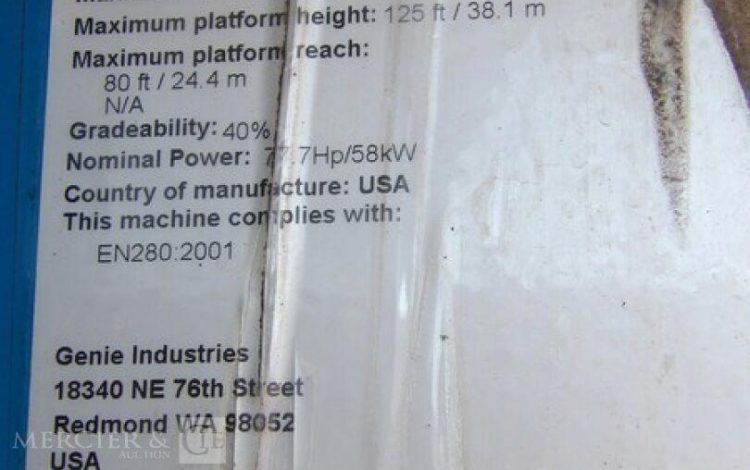 Maximum platform height: 125 ft / 38.1 m
Maximum platform reach:
80 ft / 24.4 m
N/A
Gradeability: 40%
Nominal Power: 77.7Hp/58kW
Country of manufacture: USA
This machine complies with:
EN280:2001
Genie Industries
18340 NE 76th Street
Redmond WA 98052
USA
MERCIER & CIE
AUCTION